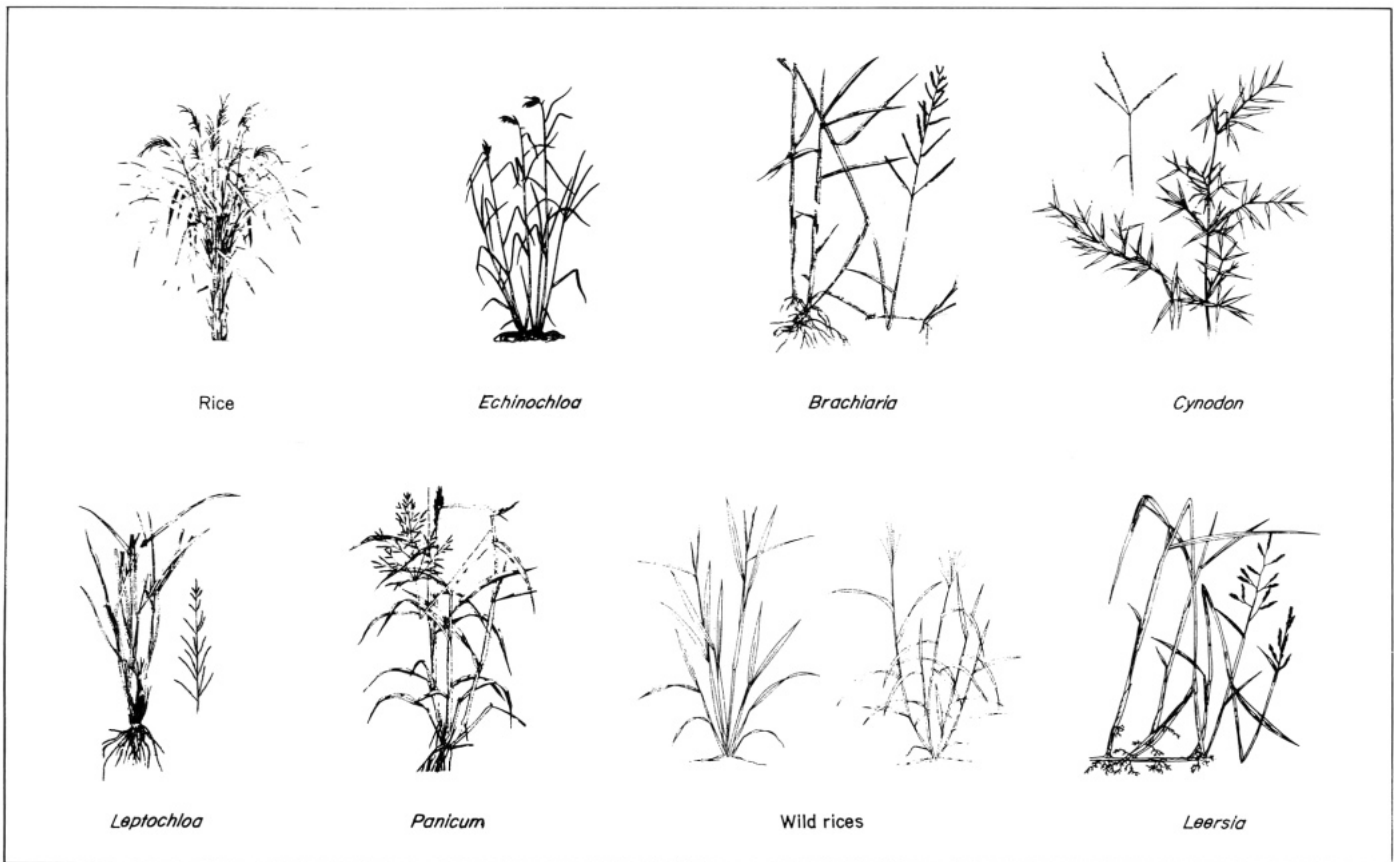 Rice
Echinochloa
Brachiaria
Cynodon
Leptochloa
Panicum
Wild rices
Leersia